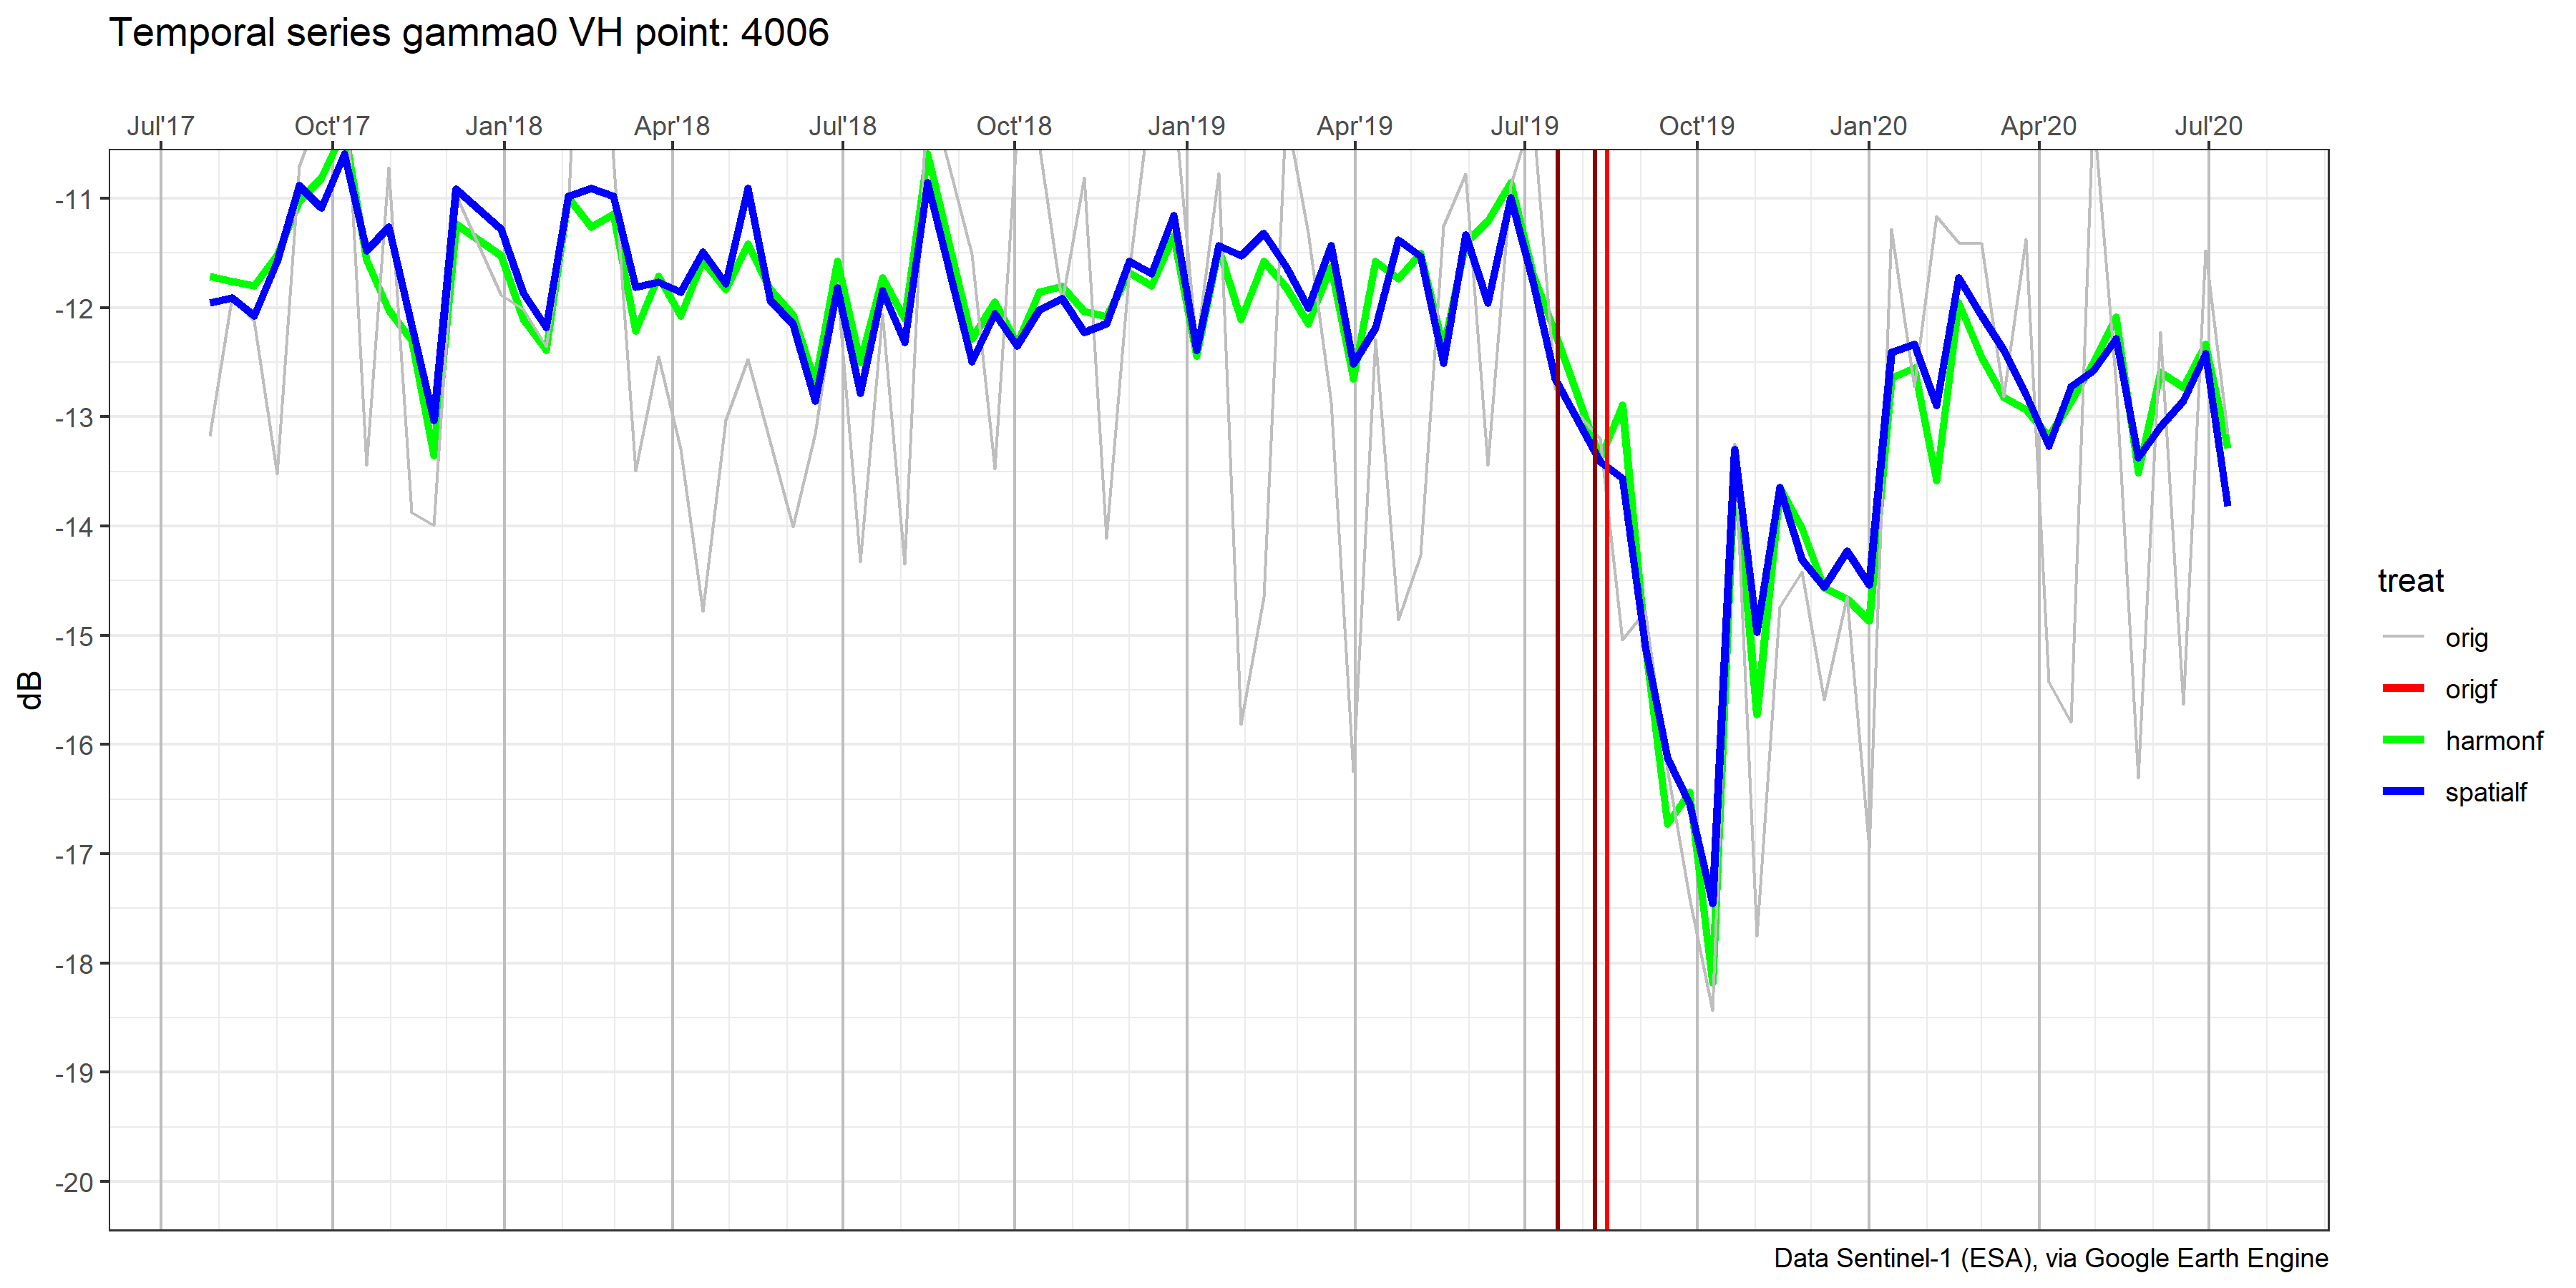 Temporal series gamma0 VH point: 4006
Jul'17 Oct'17 Jan'18 Apr'18 Jul'18 Oct'18 Jan'19 Apr'19 Jul'19 Oct'19 Jan'20 Apr'20 Jul'20
-11
-12
-13
-14
-15
-16
-17
-18
-19
-20
dB
treat
orig
origf
harmonf
spatialf
Data Sentinel-1 (ESA), via Google Earth Engine